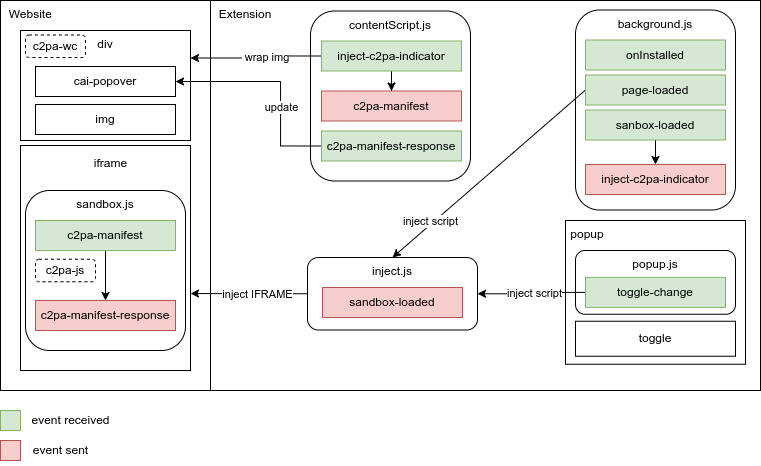 Website
c2pa-wc
div
cai-popover
img
iframe
sandbox.js
c2pa-manifest
c2pa-js
c2pa-manifest-response
Extension
contentScript.js
inject-c2pa-indicator
c2pa-manifest
c2pa-manifest-response
wrap img
update
background.js
onInstalled
page-loaded
sanbox-loaded
inject-c2pa-indicator
inject script
inject.js
sandbox-loaded
inject IFRAME
inject script
popup
popup.js
toggle-change
toggle
event received
event sent